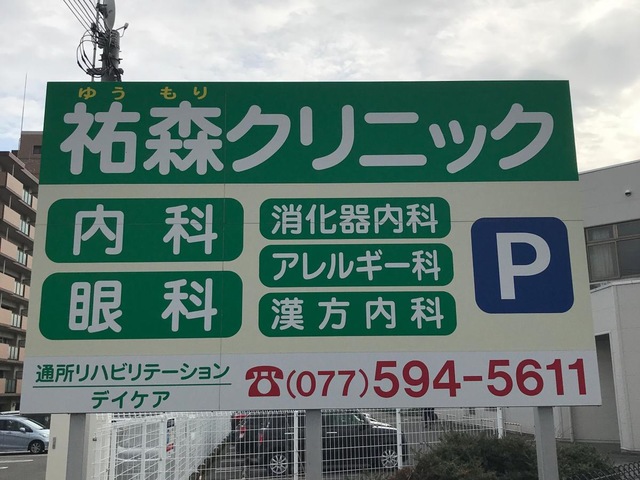 ゆうもり
祐森クリニック
内科
眼科
消化器内科
アレルギー科
漢方内科
P
通所リハビリテーション
デイケア
☎(077)594-5611